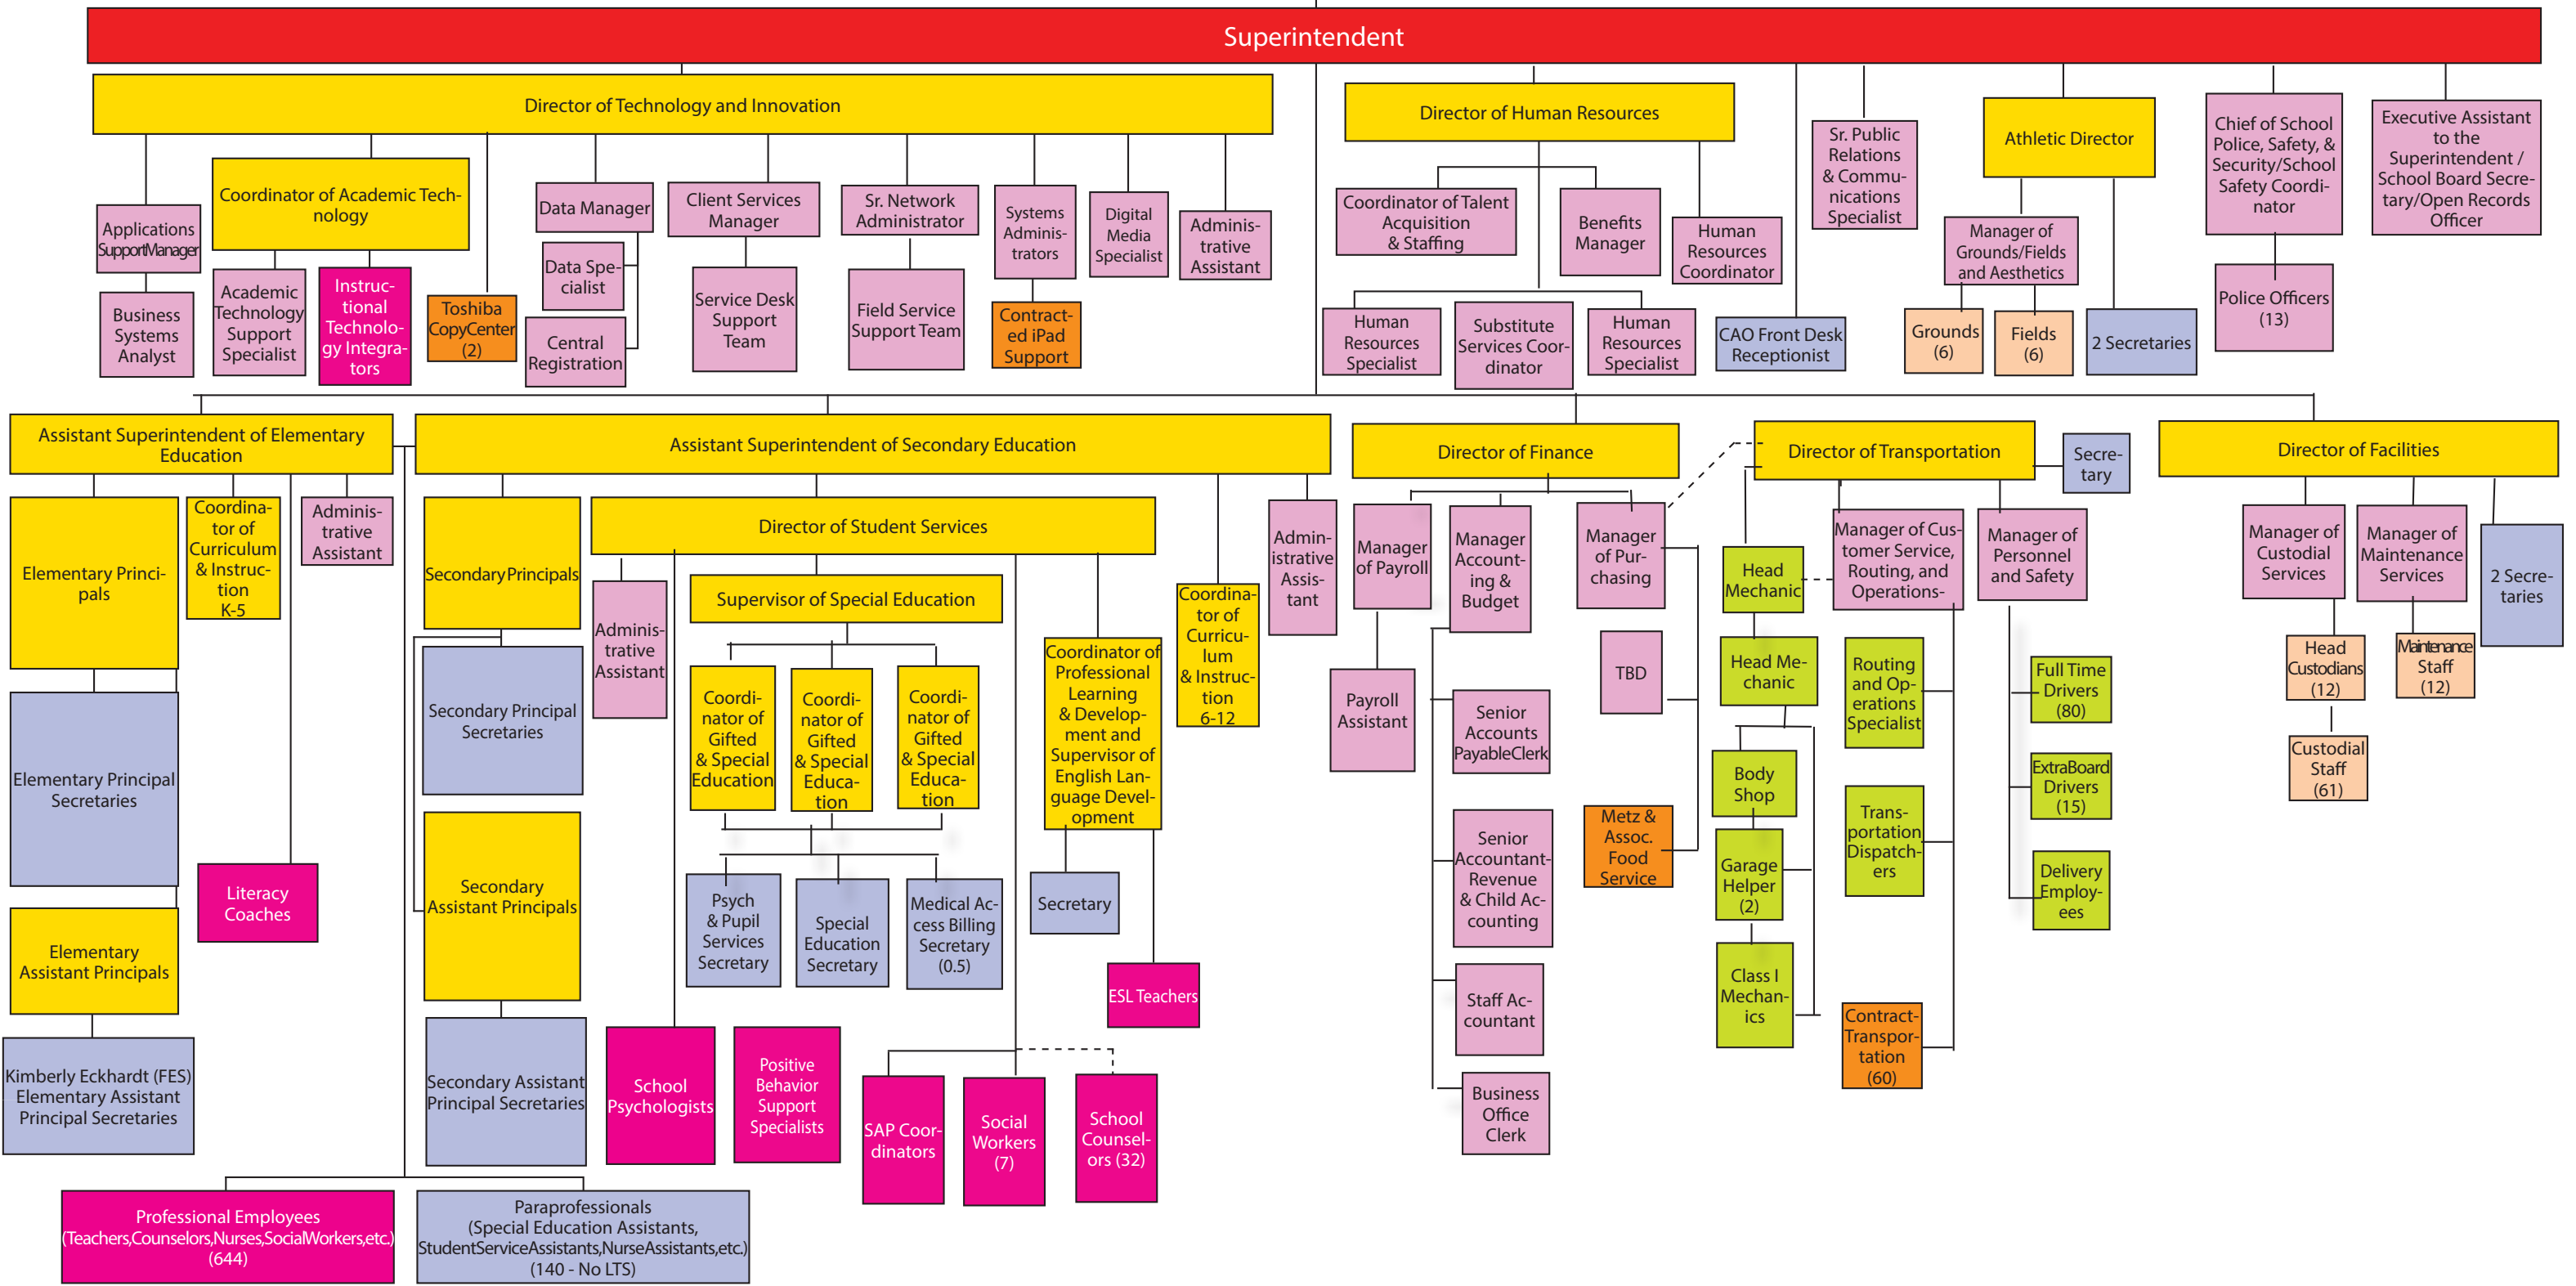 Superintendent
Director of Technology and Innovation
Director of Human Resources
Athletic Director
Chief of School
Police, Safety, &
Security/School
Safety Coordi-
nator
Executive Assistant
to the
Superintendent /
School Board Secre-
tary/Open Records
Officer
Sr. Public
Relations
& Commu-
nications
Specialist
Applications
SupportManager
Business
Systems
Analyst
Coordinator of Academic Tech-
nology
Academic
Technology
Support
Specialist
Instruc-
tional
Technolo-
gy Integra-
tors
Toshiba
CopyCenter
(2)
Data Manager
Data Spe-
cialist
Central
Registration
Client Services
Manager
Service Desk
Support
Team
Sr. Network
Administrator
Field Service
Support Team
Systems
Adminis-
trators
Contract-
ed iPad
Support
Digital
Media
Specialist
Adminis-
trative
Assistant
Coordinator of Talent
Acquisition
& Staffing
Benefits
Manager
Human
Resources
Coordinator
Human
Resources
Specialist
Substitute
Services Coor-
dinator
Human
Resources
Specialist
CAO Front Desk
Receptionist
Manager of
Grounds/Fields
and Aesthetics
Grounds
(6)
Fields
(6)
2 Secretaries
Police Officers
(13)
Assistant Superintendent of Elementary
Education
Assistant Superintendent of Secondary Education
Director of Finance
Director of Transportation
Secre-
tary
Director of Facilities
Elementary Princi-
pals
Coordina-
tor of
Curriculum
& Instruc-
tion
K-5
Adminis-
trative
Assistant
Elementary Principal
Secretaries
Literacy
Coaches
Elementary
Assistant Principals
Kimberly Eckhardt (FES)
Elementary Assistant
Principal Secretaries
SecondaryPrincipals
Secondary Principal
Secretaries
Secondary
Assistant Principals
Secondary Assistant
Principal Secretaries
Director of Student Services
Adminis-
trative
Assistant
Supervisor of Special Education
Coordi-
nator of
Gifted
& Special
Education
Coordi-
nator of
Gifted
& Special
Educa-
tion
Coordi-
nator of
Gifted
& Special
Educa-
tion
Psych
& Pupil
Services
Secretary
Special
Education
Secretary
Medical Ac-
cess Billing
Secretary
(0.5)
Coordinator of
Professional
Learning
& Develop-
ment and
Supervisor of
English Lan-
guage Devel-
opment
Secretary
ESL Teachers
Coordina-
tor of
Curricu-
lum
& Instruc-
tion
6-12
Admin-
istrative
Assis-
tant
School
Psychologists
Positive
Behavior
Support
Specialists
SAP Coor-
dinators
Social
Workers
(7)
School
Counsel-
ors (32)
Professional Employees
(Teachers,Counselors,Nurses,SocialWorkers,etc.)
(644)
Paraprofessionals
(Special Education Assistants,
StudentServiceAssistants,NurseAssistants,etc.)
(140 - No LTS)
Manager
of Payroll
Payroll
Assistant
Manager
Account-
ing &
Budget
Senior
Accounts
PayableClerk
Senior
Accountant-
Revenue
& Child Ac-
counting
Staff Ac-
countant
Business
Office
Clerk
Manager
of Pur-
chasing
TBD
Metz &
Assoc.
Food
Service
Head
Mechanic
Head Me-
chanic
Body
Shop
Garage
Helper
(2)
Class I
Mechan-
ics
Manager of Cus-
tomer Service,
Routing, and
Operations-
Routing
and Op-
erations
Specialist
Trans-
portation
Dispatch-
ers
Contract-
Transpor-
tation
(60)
Manager of
Personnel
and Safety
Full Time
Drivers
(80)
ExtraBoard
Drivers
(15)
Delivery
Employ-
ees
Manager of
Custodial
Services
Head
Custodians
(12)
Custodial
Staff
(61)
Manager of
Maintenance
Services
Maintenance
Staff
(12)
2 Secre-
taries